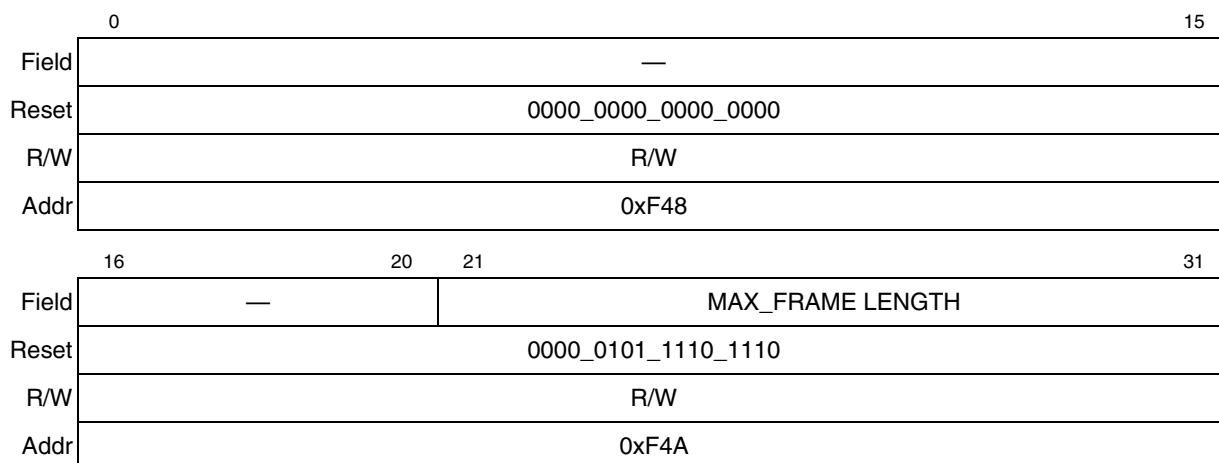 0 15
Field —
Reset 0000_0000_0000_0000
R/W R/W
Addr 0xF48
16 20 21 31
Field — MAX_FRAME LENGTH
Reset 0000_0101_1110_1110
R/W R/W
Addr 0xF4A